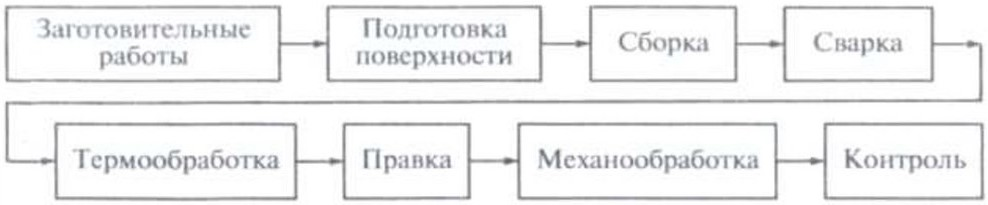 Заготовительные
работы
Подготовка
поверхности
Сборка
Сварка
Термообработка
Правка
Механообработка
Контроль